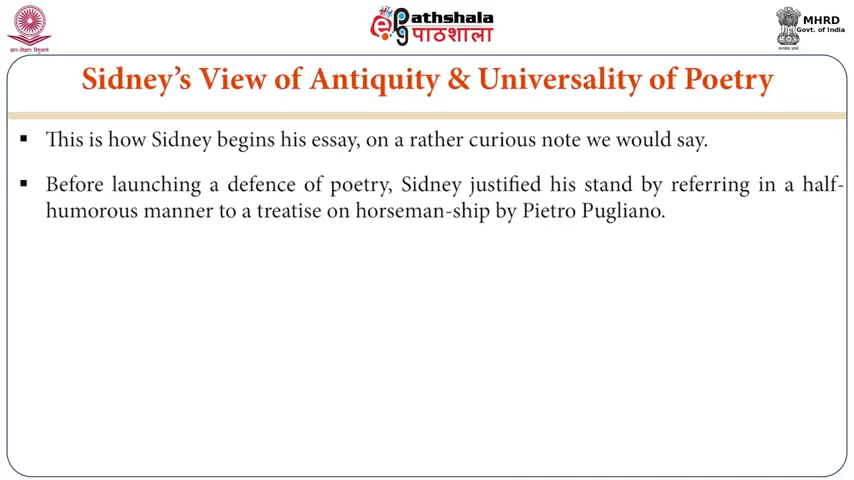 ePathshala
पाठशाला
MHRD
Govt. of India
Sidney's View of Antiquity & Universality of Poetry
▪ This is how Sidney begins his essay, on a rather curious note we would say.
▪ Before launching a defence of poetry, Sidney justified his stand by referring in a half-
humorous manner to a treatise on horseman-ship by Pietro Pugliano.